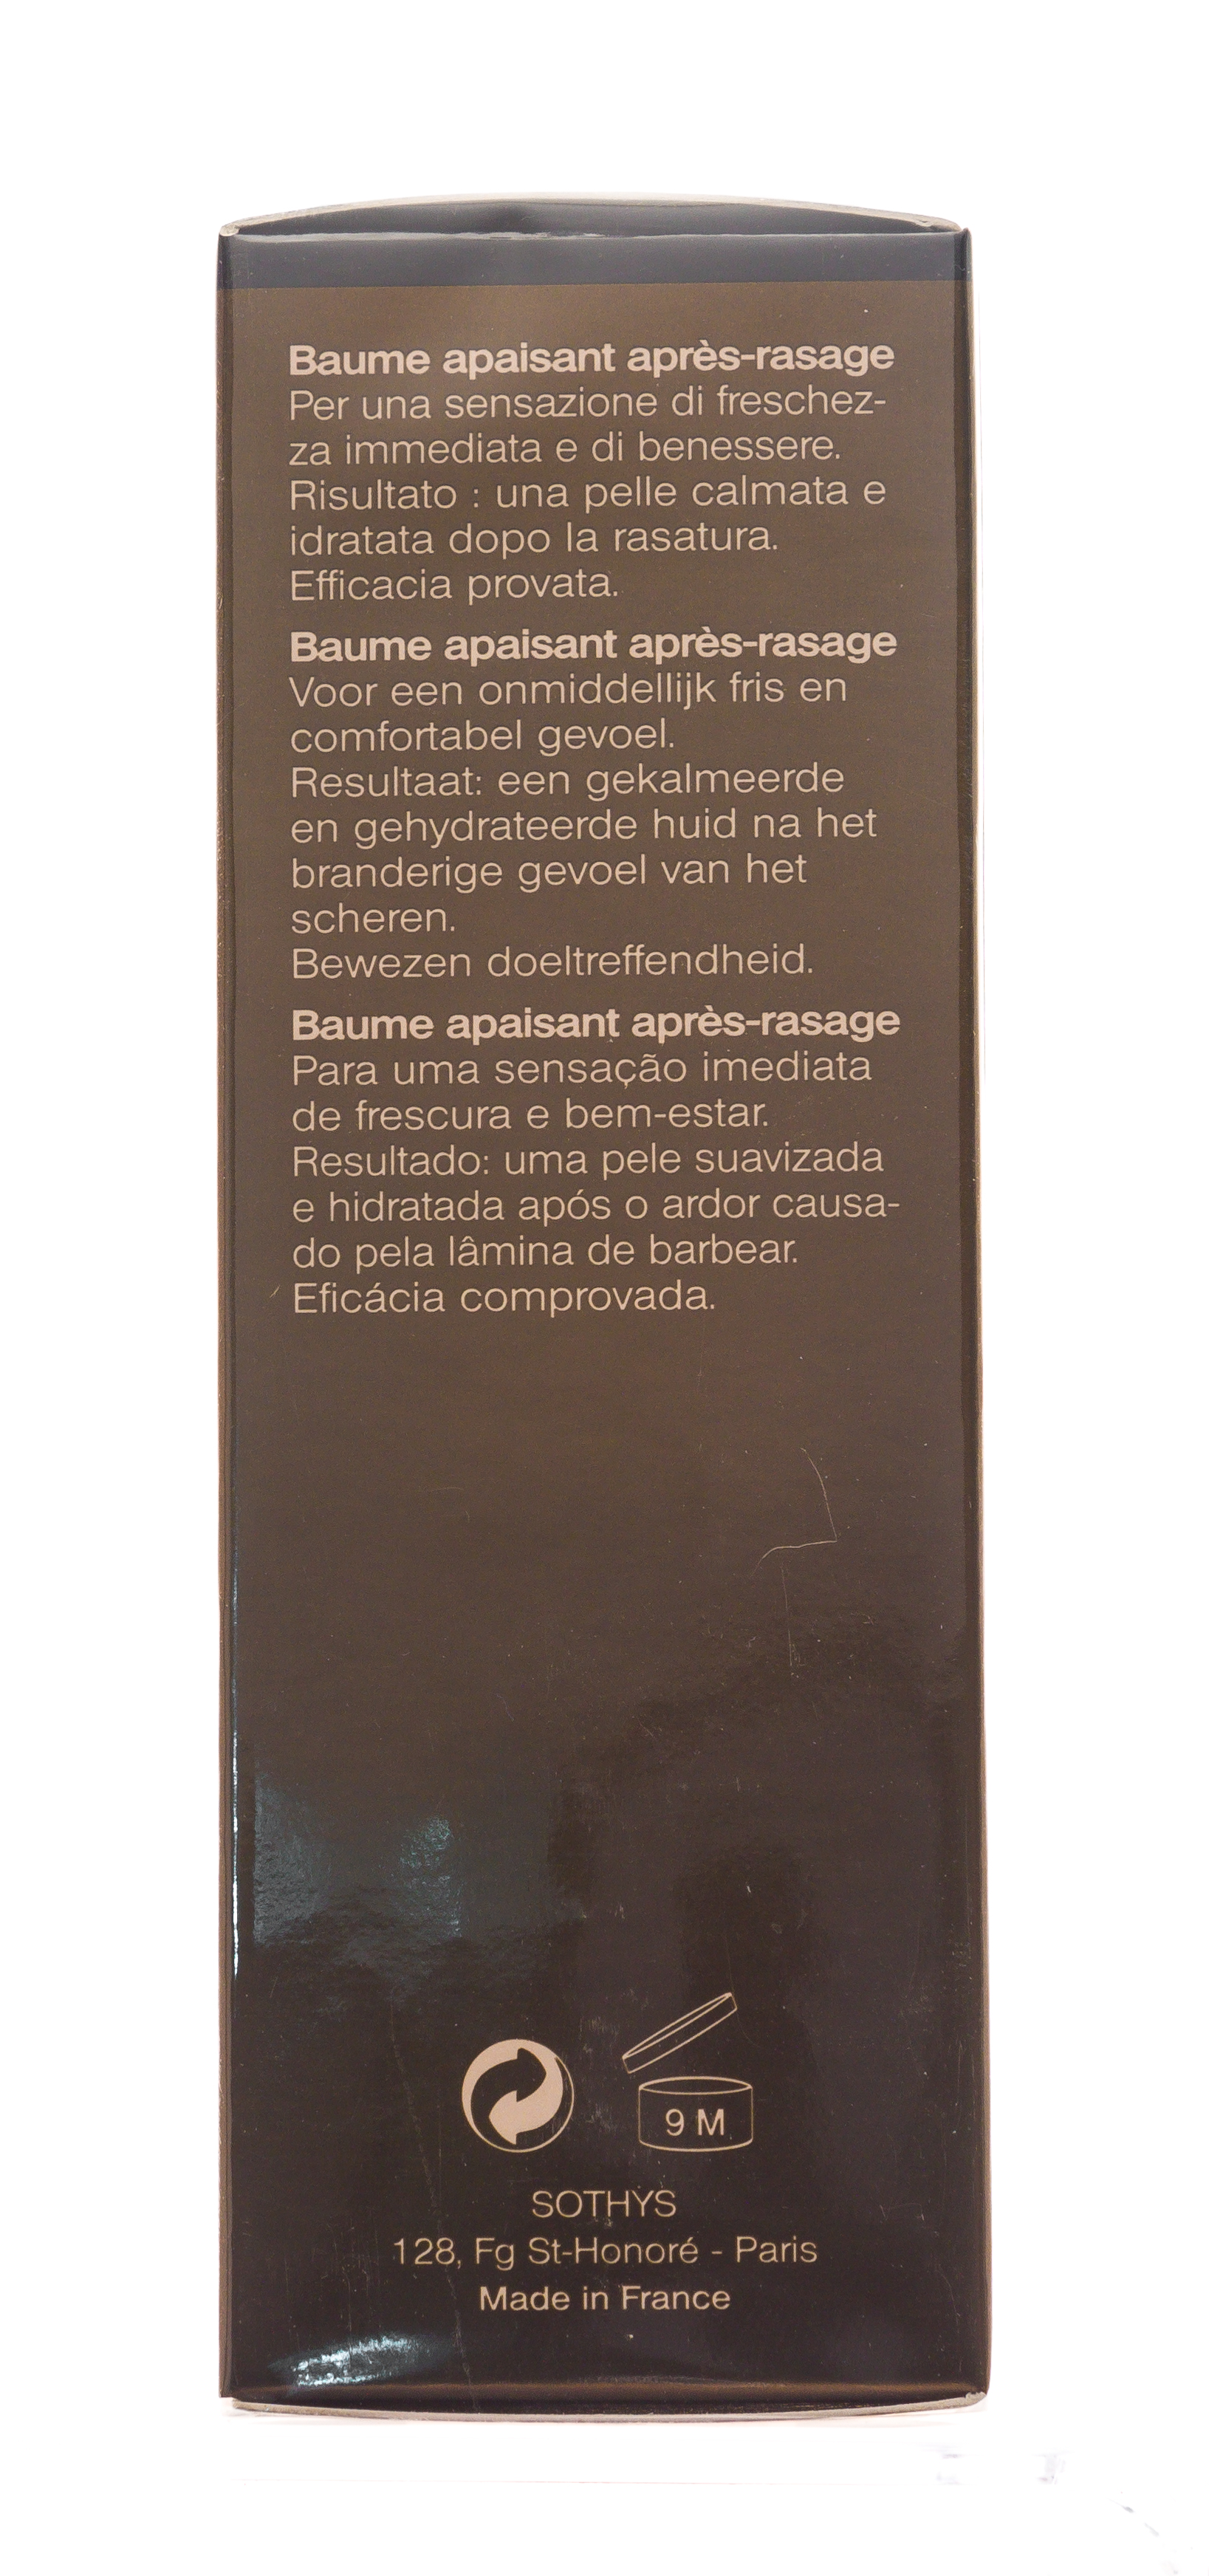 Baume apaisant après-rasage
Per una sensazione di freschez-
za immediata e di benessere.
Risultato : una pelle calmata e
idratata dopo la rasatura.
Efficacia provata.
Baume apaisant après-rasage
Voor een onmiddellijk fris en
comfortabel gevoel.
Resultaat: een gekalmeerde
en gehydrateerde huid na het
branderige gevoel van het
scheren.
Bewezen doeltreffendheid.
Baume apaisant après-rasage
Para uma sensação imediata
de frescura e bem-estar.
Resultado: uma pele suavizada
e hidratada após o ardor causa-
do pela lâmina de barbear.
Eficácia comprovada.
9 M
SOTHYS
128, Fg St-Honoré - Paris
Made in France